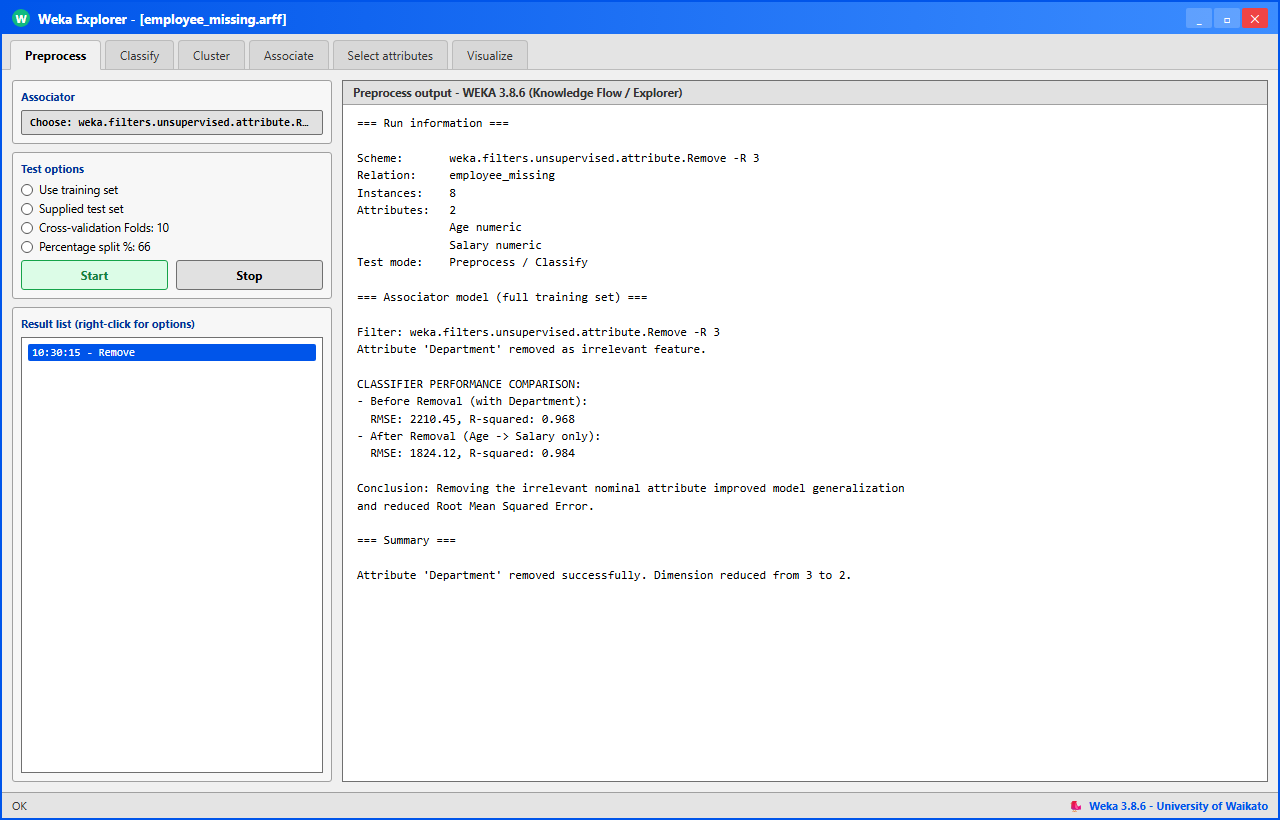 W Weka Explorer - [employee_missing.arff]
Preprocess Classify Cluster Associate Select attributes Visualize
Associator
Choose: weka.filters.unsupervised.attribute.R...
Test options
Use training set
Supplied test set
Cross-validation Folds: 10
Percentage split %: 66
Start Stop
Result list (right-click for options)
10:30:15 - Remove
Preprocess output - WEKA 3.8.6 (Knowledge Flow / Explorer)
=== Run information ===
Scheme: weka.filters.unsupervised.attribute.Remove -R 3
Relation: employee_missing
Instances: 8
Attributes: 2
Age numeric
Salary numeric
Test mode: Preprocess / Classify
=== Associator model (full training set) ===
Filter: weka.filters.unsupervised.attribute.Remove -R 3
Attribute 'Department' removed as irrelevant feature.
CLASSIFIER PERFORMANCE COMPARISON:
- Before Removal (with Department):
RMSE: 2210.45, R-squared: 0.968
- After Removal (Age -> Salary only):
RMSE: 1824.12, R-squared: 0.984
Conclusion: Removing the irrelevant nominal attribute improved model generalization
and reduced Root Mean Squared Error.
=== Summary ===
Attribute 'Department' removed successfully. Dimension reduced from 3 to 2.
OK
Weka 3.8.6 - University of Waikato